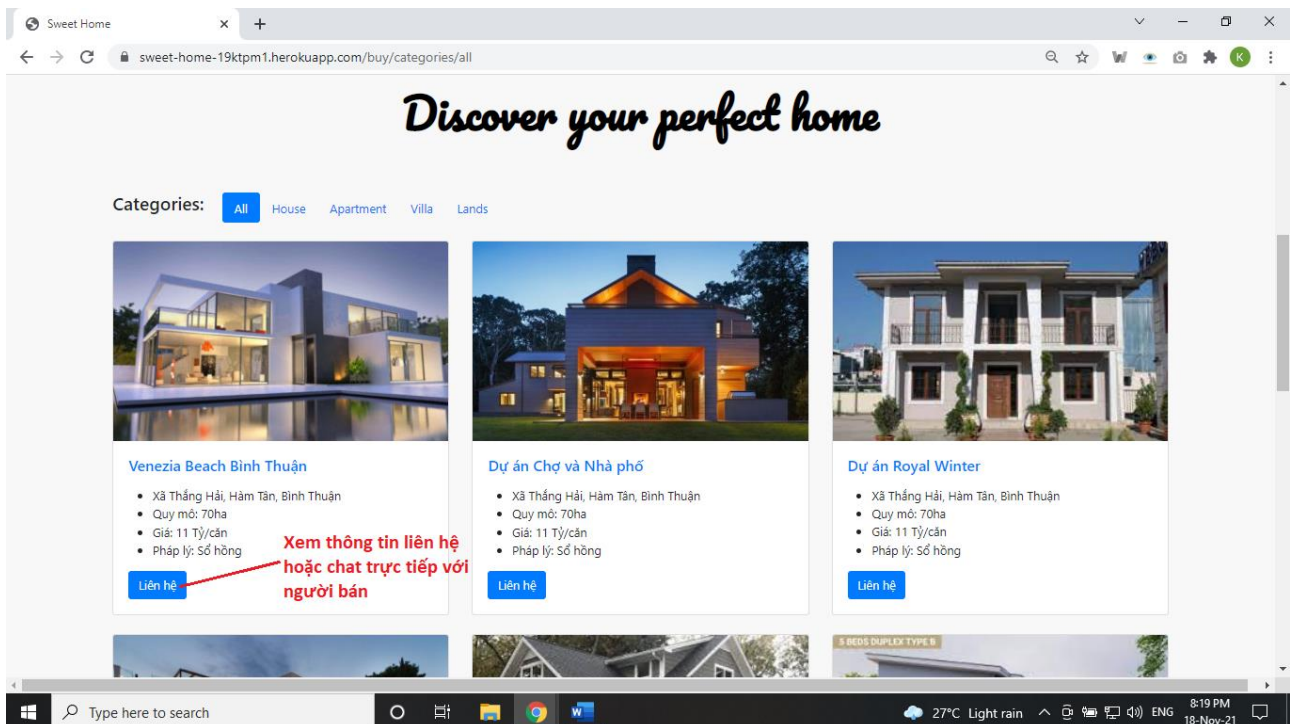 Sweet Home
sweet-home-19ktpm1.herokuapp.com/buy/categories/all
K
Discover your perfect home
Categories: All House Apartment Villa Lands
Venezia Beach Bình Thuận
Xã Thắng Hải, Hàm Tân, Bình Thuận
Quy mô: 70ha
Giá: 11 Tỷ/căn
Pháp lý: Sổ hồng
Liên hệ
Xem thông tin liên hệ
hoặc chat trực tiếp với
người bán
Dự án Chợ và Nhà phố
Xã Thắng Hải, Hàm Tân, Bình Thuận
Quy mô: 70ha
Giá: 11 Tỷ/căn
Pháp lý: Sổ hồng
Liên hệ
Dự án Royal Winter
Xã Thắng Hải, Hàm Tân, Bình Thuận
Quy mô: 70ha
Giá: 11 Tỷ/căn
Pháp lý: Sổ hồng
Liên hệ
5 BEDS DUPLEX TYPE B
Type here to search
27°C Light rain
ENG
8:19 PM
18-Nov-21